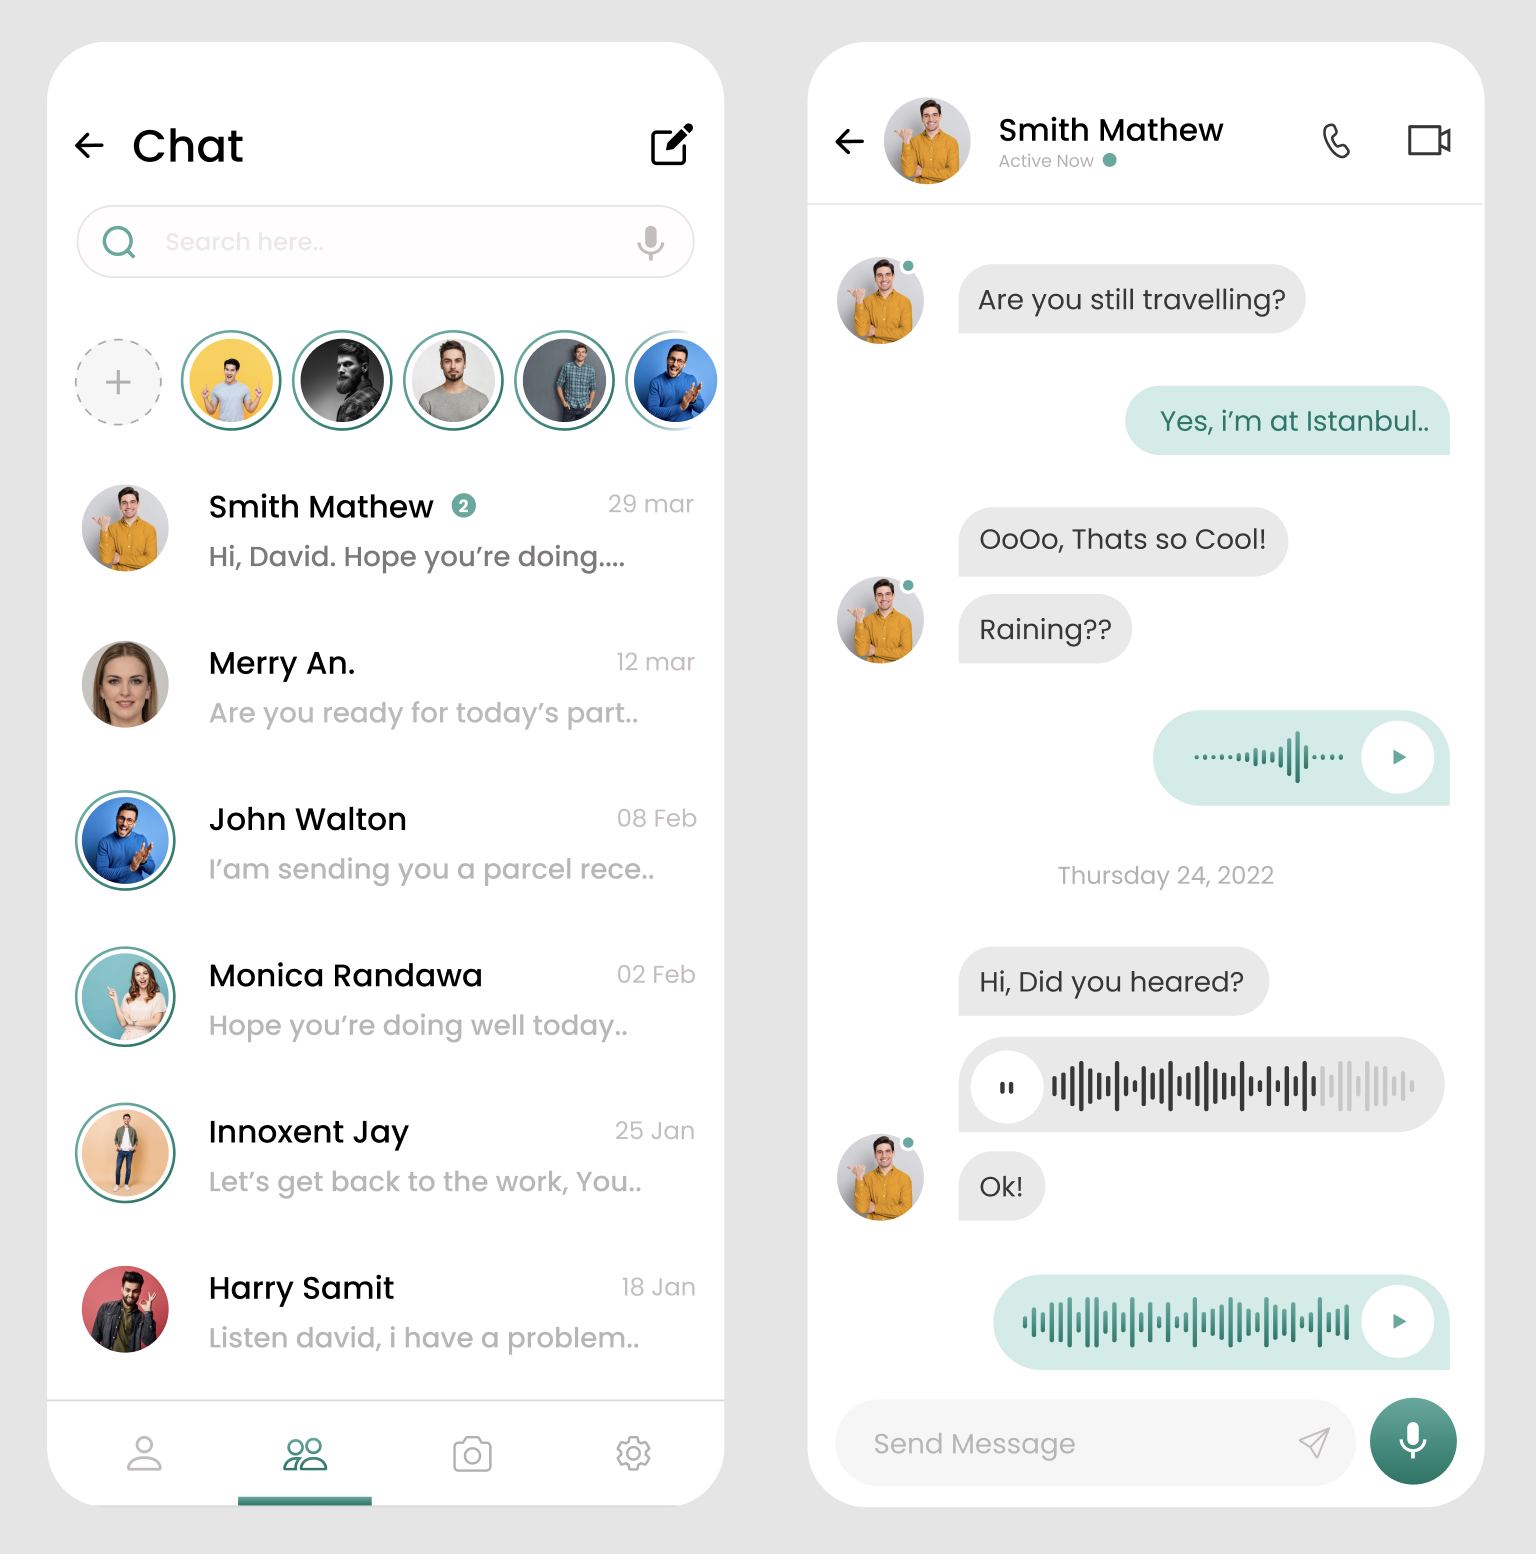 Chat
Search here..
Smith Mathew 2 29 mar
Hi, David. Hope you’re doing....
Merry An. 12 mar
Are you ready for today’s part..
John Walton 08 Feb
I’am sending you a parcel rece..
Monica Randawa 02 Feb
Hope you’re doing well today..
Innoxent Jay 25 Jan
Let’s get back to the work, You..
Harry Samit 18 Jan
Listen david, i have a problem..
Smith Mathew
Active Now
Are you still travelling?
Yes, i’m at Istanbul..
OoOo, Thats so Cool!
Raining??
Thursday 24, 2022
Hi, Did you heared?
Ok!
Send Message